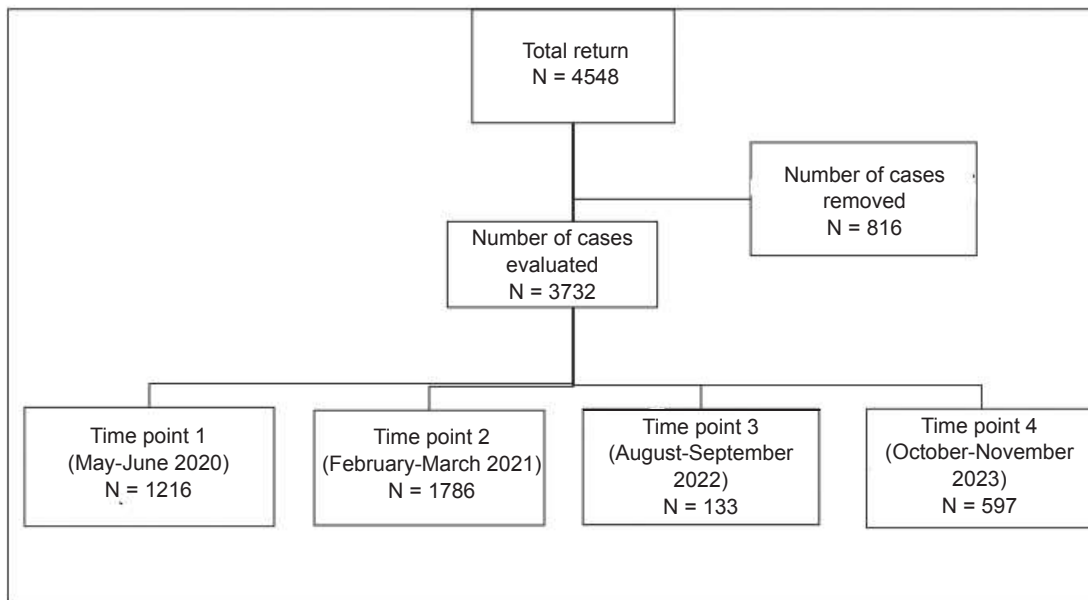 Total return
N = 4548
Number of cases
removed
N = 816
Number of cases
evaluated
N = 3732
Time point 1
(May-June 2020)
N = 1216
Time point 2
(February-March 2021)
N = 1786
Time point 3
(August-September
2022)
N = 133
Time point 4
(October-November
2023)
N = 597